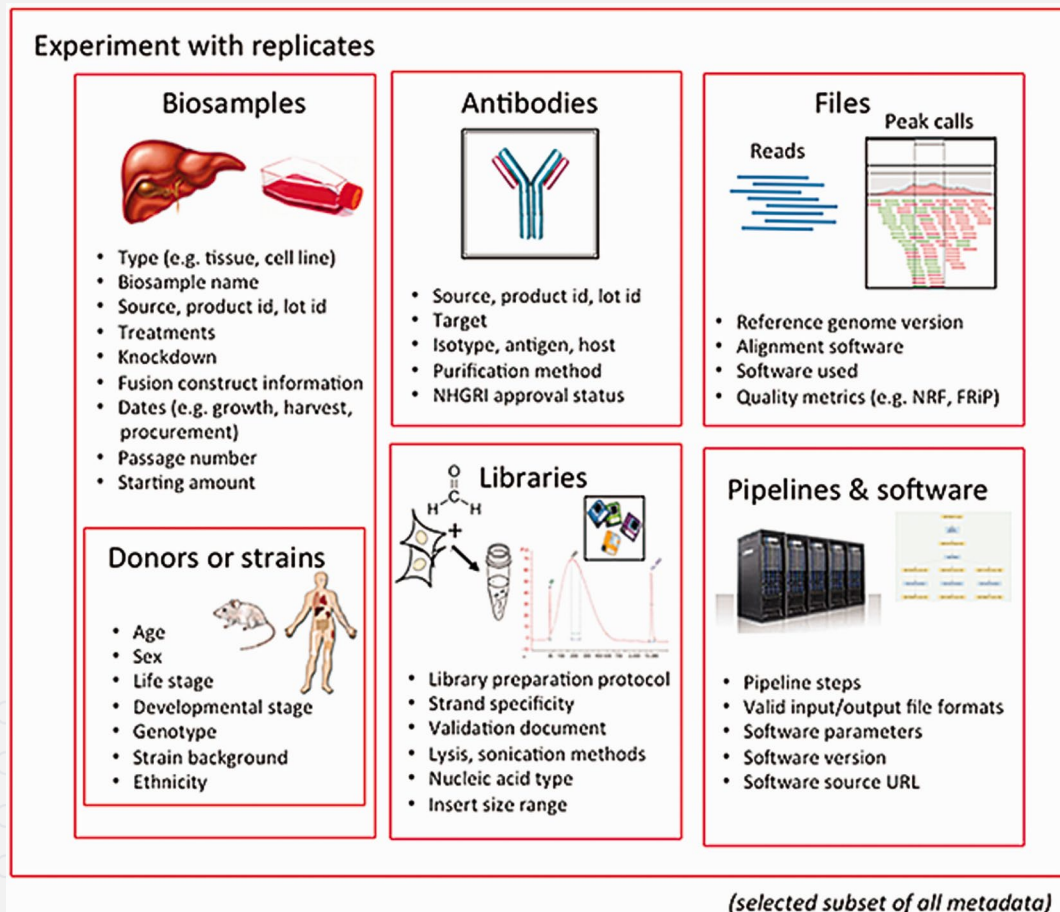 Experiment with replicates
Biosamples
• Type (e.g. tissue, cell line)
• Biosample name
• Source, product id, lot id
• Treatments
• Knockdown
• Fusion construct information
• Dates (e.g. growth, harvest,
procurement)
• Passage number
• Starting amount
Donors or strains
• Age
• Sex
• Life stage
• Developmental stage
• Genotype
• Strain background
• Ethnicity
Antibodies
• Source, product id, lot id
• Target
• Isotype, antigen, host
• Purification method
• NHGRI approval status
Libraries
O
H
H
+
• Library preparation protocol
• Strand specificity
• Validation document
• Lysis, sonication methods
• Nucleic acid type
• Insert size range
Files
Peak calls
Reads
• Reference genome version
• Alignment software
• Software used
• Quality metrics (e.g. NRF, FRiP)
Pipelines & software
• Pipeline steps
• Valid input/output file formats
• Software parameters
• Software version
• Software source URL
(selected subset of all metadata)